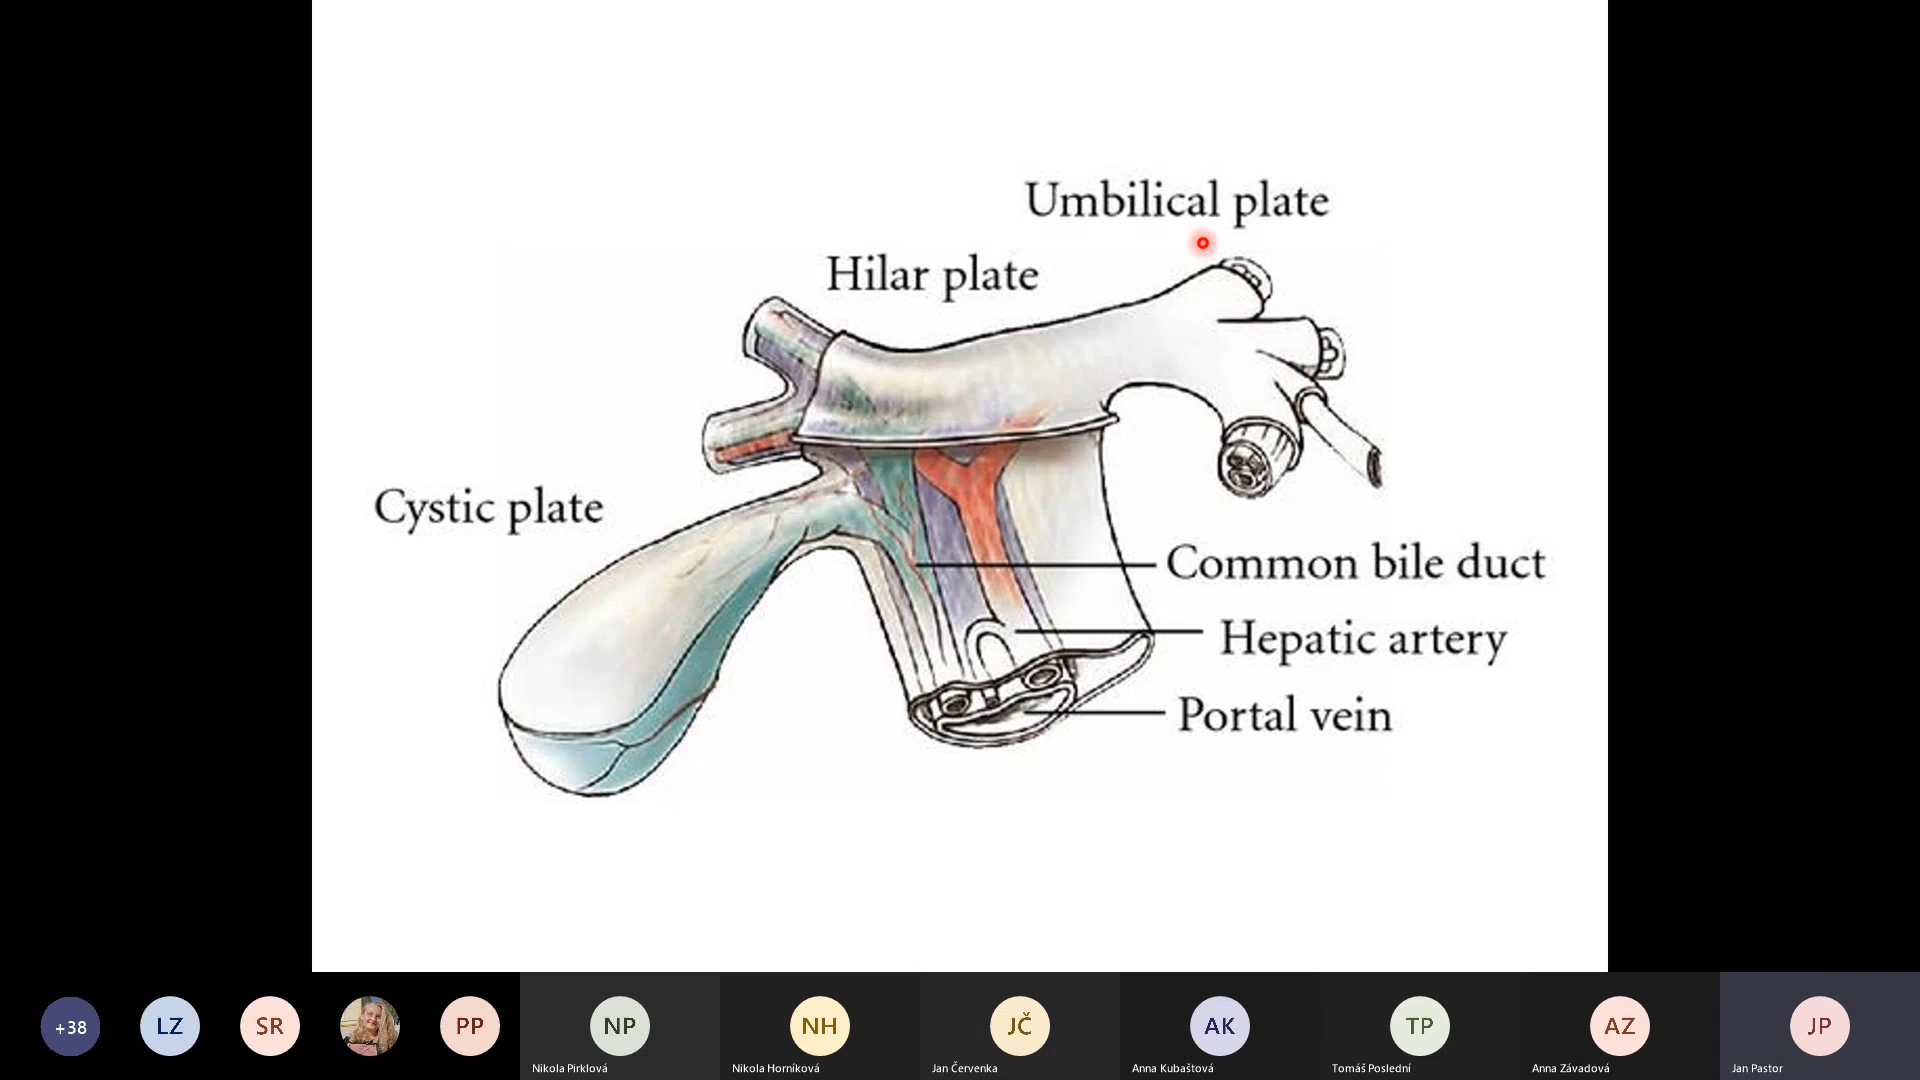 Umbilical plate
Hilar plate
Cystic plate
Common bile duct
Hepatic artery
Portal vein
+38
LZ
SR
PP
NP
NH
JČ
AK
TP
AZ
JP
Nikola Pirklová
Nikola Horníková
Jan Červenka
Anna Kubaštová
Tomáš Poslední
Anna Závadová
Jan Pastor